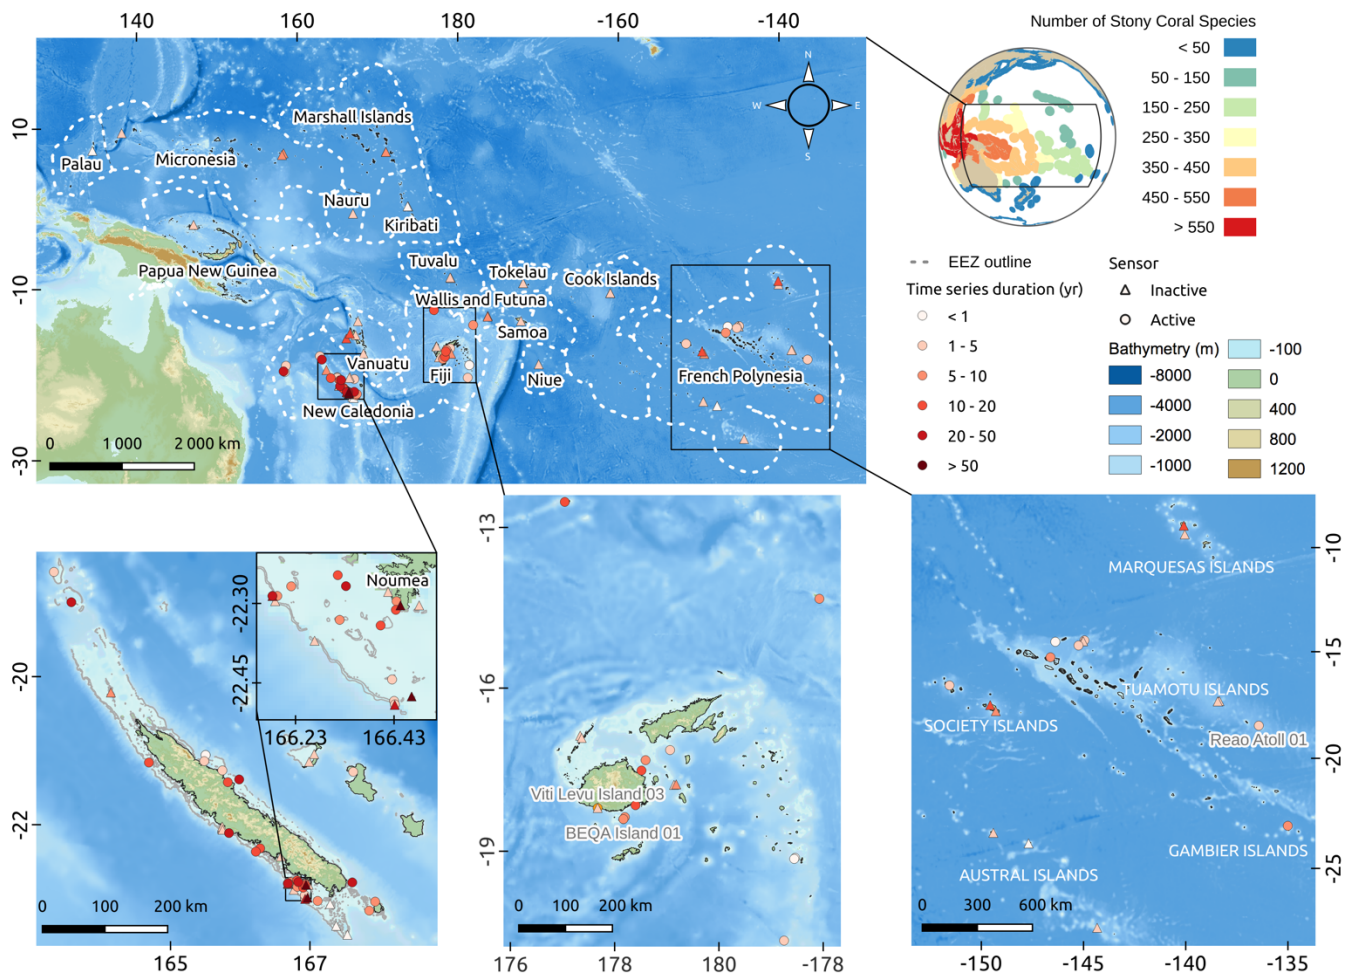 140
160
180
-160
-140
10
-10
-30
Palau
Micronesia
Marshall Islands
Nauru
Kiribati
Papua New Guinea
Tuvalu
Tokelau
Cook Islands
Wallis and Futuna
Samoa
Vanuatu
Fiji
Niue
French Polynesia
New Caledonia
0
1 000
2 000 km
N
W
E
S
Number of Stony Coral Species
< 50
50 - 150
150 - 250
250 - 350
350 - 450
450 - 550
> 550
EEZ outline
Time series duration (yr)
< 1
1 - 5
5 - 10
10 - 20
20 - 50
> 50
Sensor
Inactive
Active
Bathymetry (m)
-8000
-4000
-2000
-1000
-100
0
400
800
1200
Noumea
-22.30
-22.45
166.23
166.43
-20
-22
0
100
200 km
165
167
-13
-16
-19
Viti Levu Island 03
BEQA Island 01
0
100
200 km
176
178
180
-178
MARQUESAS ISLANDS
TUAMOTU ISLANDS
SOCIETY ISLANDS
Reao Atoll 01
GAMBIER ISLANDS
AUSTRAL ISLANDS
0
300
600 km
-10
-15
-20
-25
-150
-145
-140
-135